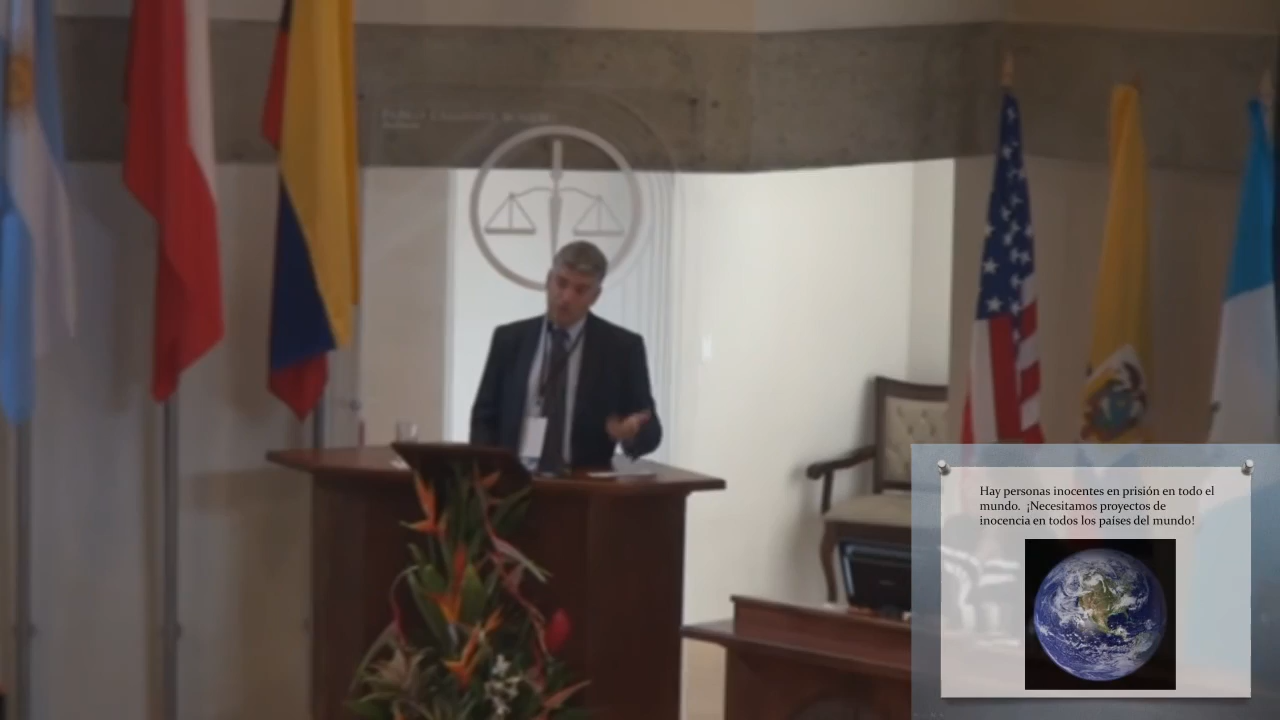 Hay personas inocentes en prisión en todo el
mundo. ¡Necesitamos proyectos de
inocencia en todos los países del mundo!